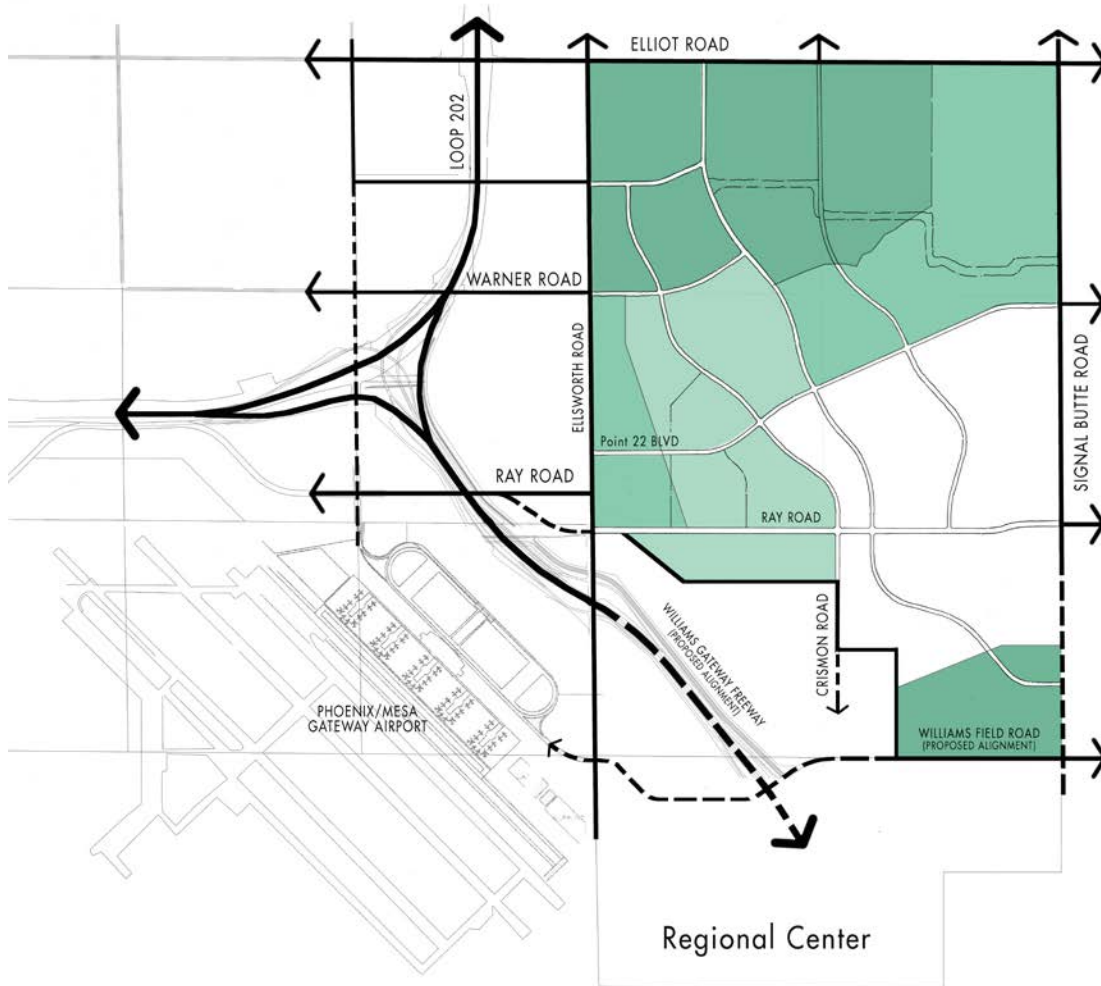 ELLIOT ROAD
LOOP 202
WARNER ROAD
ELLSWORTH ROAD
SIGNAL BUTTE ROAD
Point 22 BLVD
RAY ROAD
RAY ROAD
CRISMON ROAD
WILLIAMS GATEWAY FREEWAY
(PROPOSED ALIGNMENT)
PHOENIX/MESA
GATEWAY AIRPORT
WILLIAMS FIELD ROAD
(PROPOSED ALIGNMENT)
Regional Center